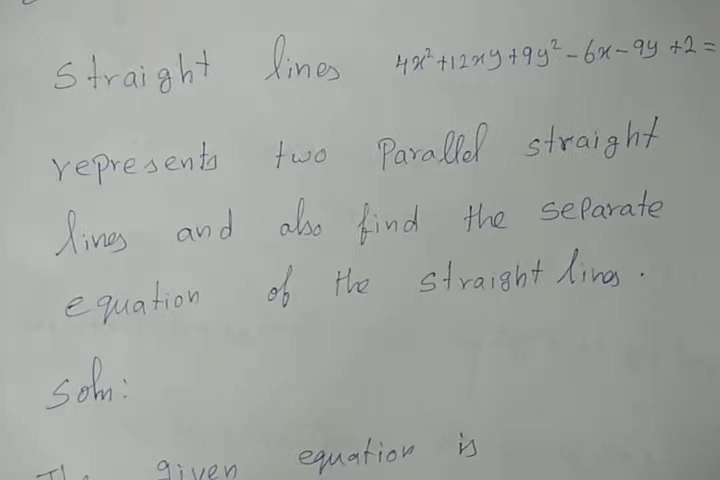 Straight lines 4x²+12xy+9y²-6x-9y+2=
represents two Parallel straight
lines and also find the separate
equation of the straight lines.
Soln:
The given equation is